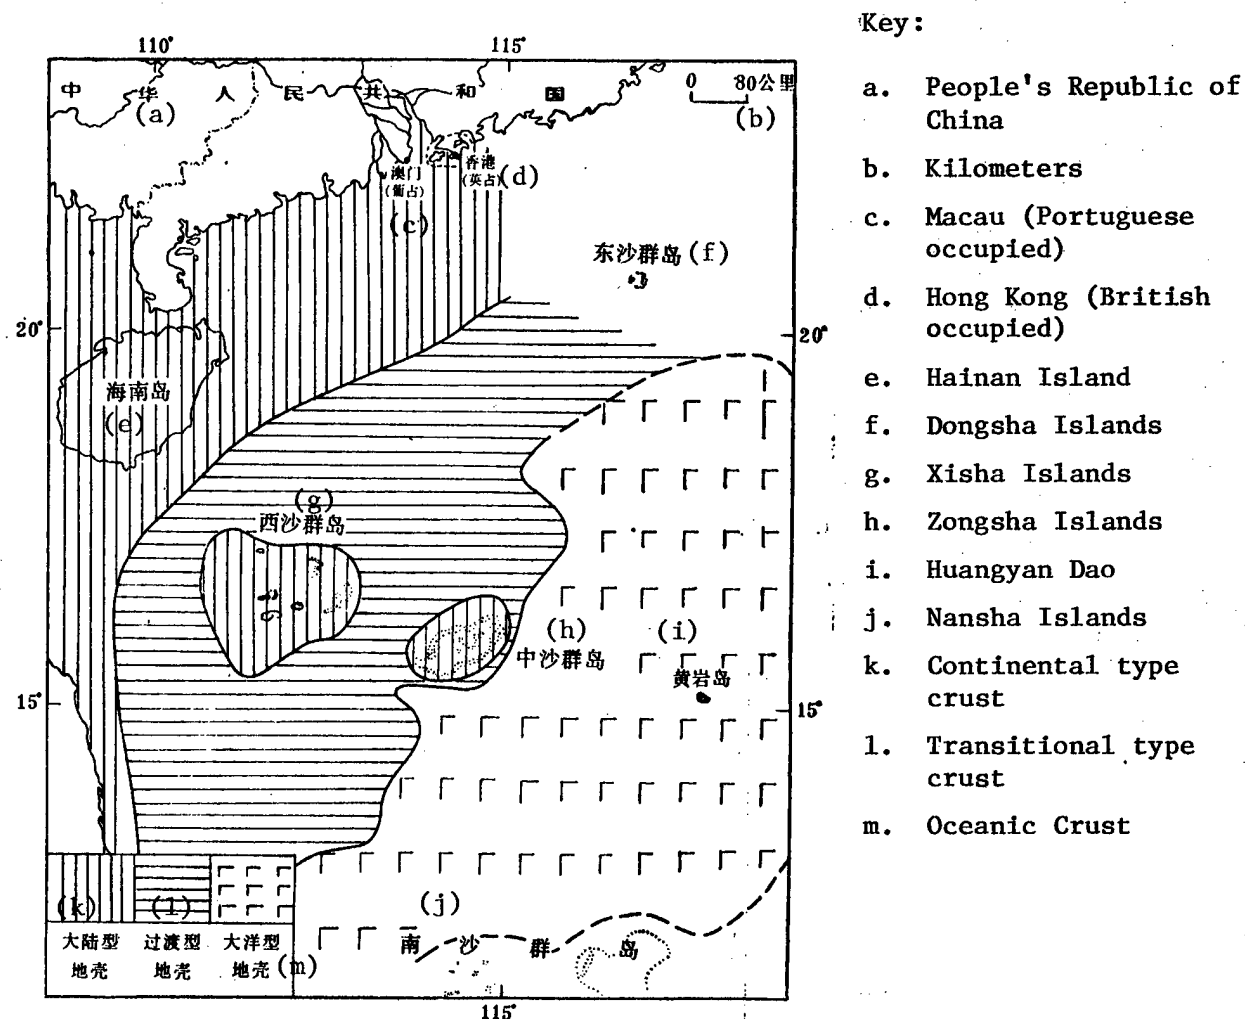 110° 115°
0 80公里
中华人民共和国
(a) (b)
澳门
(葡占)
(c)
香港
(英占) (d)
东沙群岛 (f)
20° 20°
海南岛
(e)
(g)
西沙群岛
(h) (i)
中沙群岛
黄岩岛
15° 15°
(j)
南沙群岛
(k) (l)
大陆型
地壳
过渡型
地壳
大洋型
地壳 (m)
115°
Key:
a. People's Republic of
China
b. Kilometers
c. Macau (Portuguese
occupied)
d. Hong Kong (British
occupied)
e. Hainan Island
f. Dongsha Islands
g. Xisha Islands
h. Zongsha Islands
i. Huangyan Dao
j. Nansha Islands
k. Continental type
crust
l. Transitional type
crust
m. Oceanic Crust